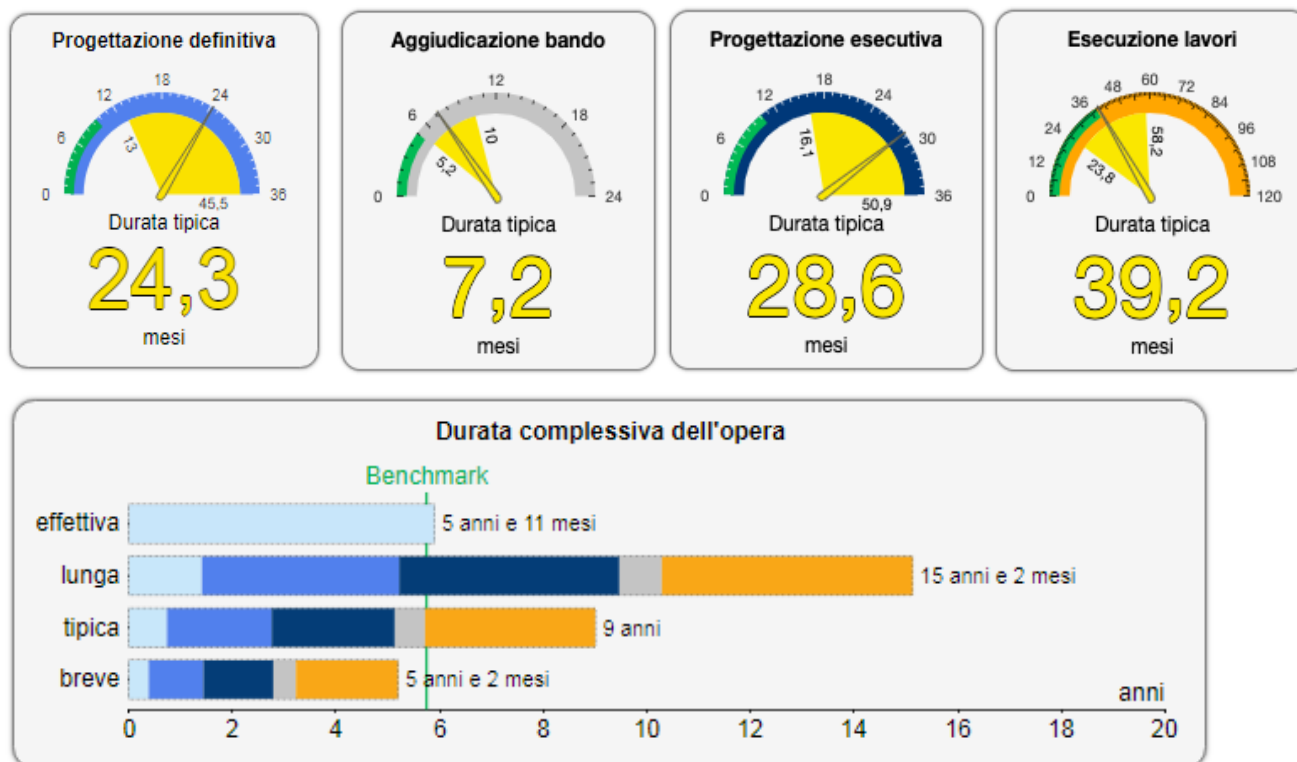 Progettazione definitiva
0 6 12 18 24 30 36
13 45,5
Durata tipica
24,3
mesi
Aggiudicazione bando
0 6 12 18 24
5,2 10
Durata tipica
7,2
mesi
Progettazione esecutiva
0 6 12 18 24 30 36
16,1 50,9
Durata tipica
28,6
mesi
Esecuzione lavori
0 12 24 36 48 60 72 84 96 108 120
23,8 58,2
Durata tipica
39,2
mesi
Durata complessiva dell'opera
Benchmark
effettiva 5 anni e 11 mesi
lunga 15 anni e 2 mesi
tipica 9 anni
breve 5 anni e 2 mesi
anni
0 2 4 6 8 10 12 14 16 18 20